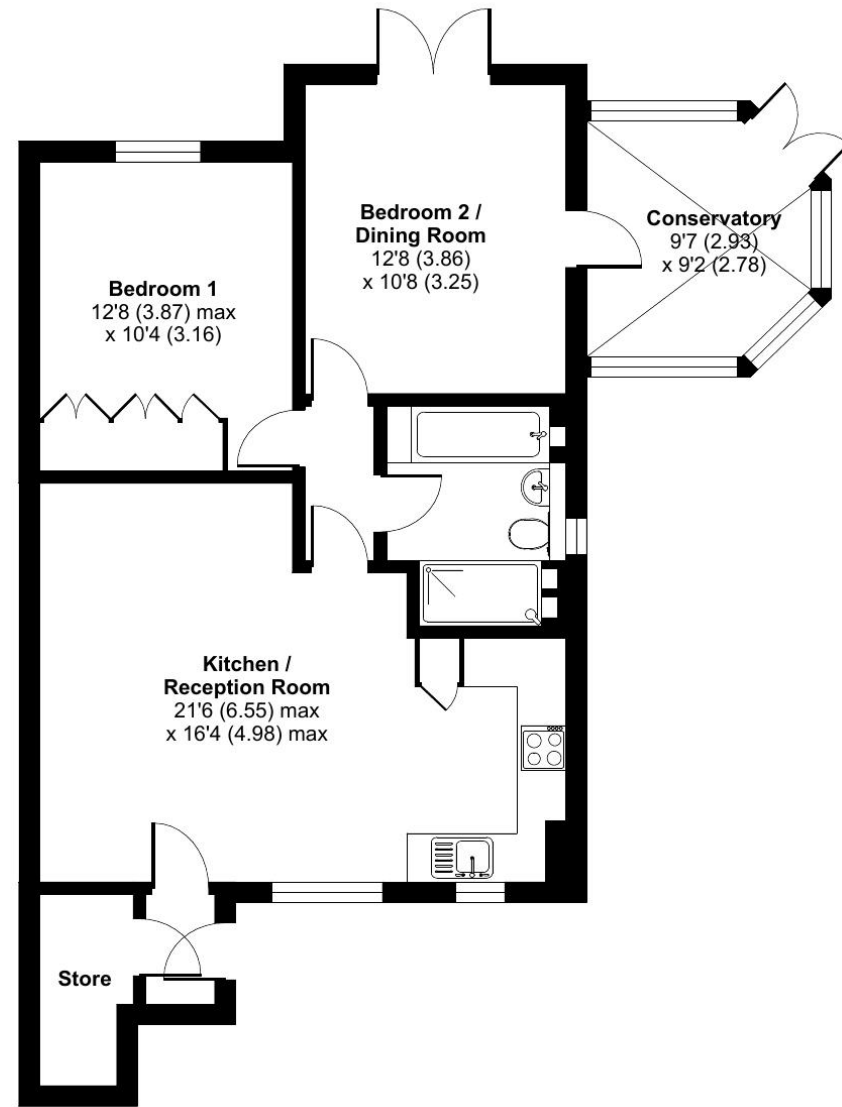 Bedroom 2 /
Dining Room
12'8 (3.86)
x 10'8 (3.25)
Conservatory
9'7 (2.93)
x 9'2 (2.78)
Bedroom 1
12'8 (3.87) max
x 10'4 (3.16)
Kitchen /
Reception Room
21'6 (6.55) max
x 16'4 (4.98) max
Store